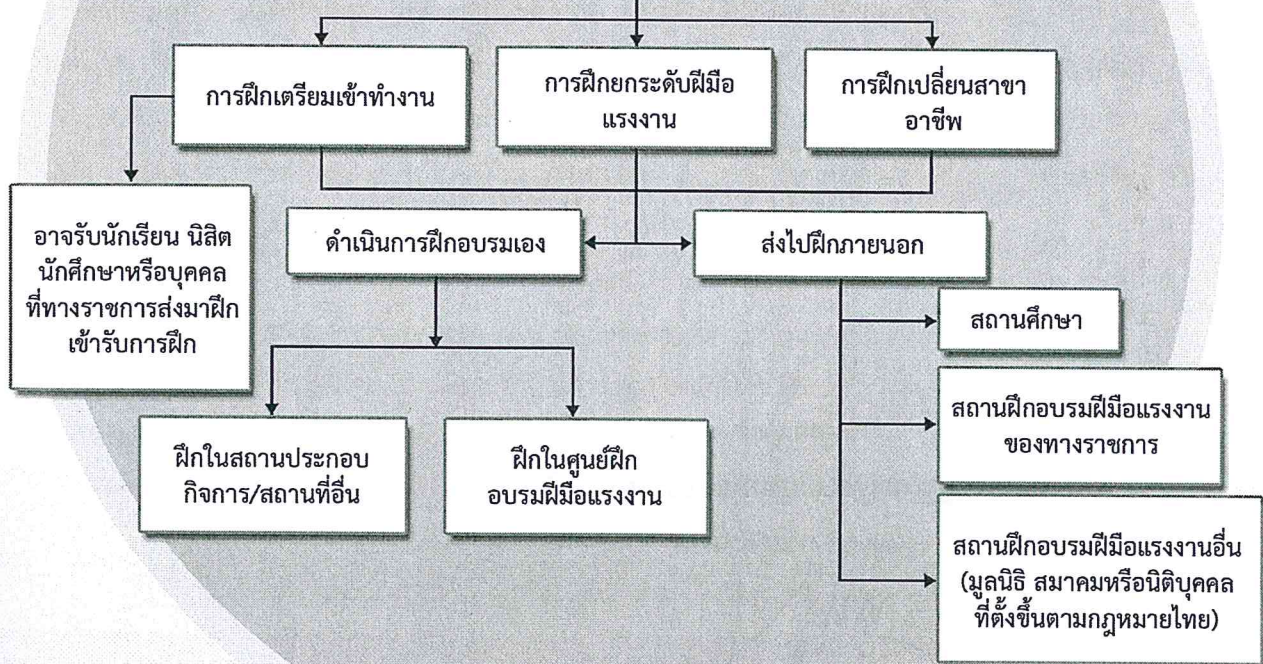 การฝึกเตรียมเข้าทำงาน
การฝึกยกระดับฝีมือ
แรงงาน
การฝึกเปลี่ยนสาขา
อาชีพ
อาจรับนักเรียน นิสิต
นักศึกษาหรือบุคคล
ที่ทางราชการส่งมาฝึก
เข้ารับการฝึก
ดำเนินการฝึกอบรมเอง
ส่งไปฝึกภายนอก
สถานศึกษา
สถานฝึกอบรมฝีมือแรงงาน
ของทางราชการ
ฝึกในสถานประกอบ
กิจการ/สถานที่อื่น
ฝึกในศูนย์ฝึก
อบรมฝีมือแรงงาน
สถานฝึกอบรมฝีมือแรงงานอื่น
(มูลนิธิ สมาคมหรือนิติบุคคล
ที่ตั้งขึ้นตามกฎหมายไทย)